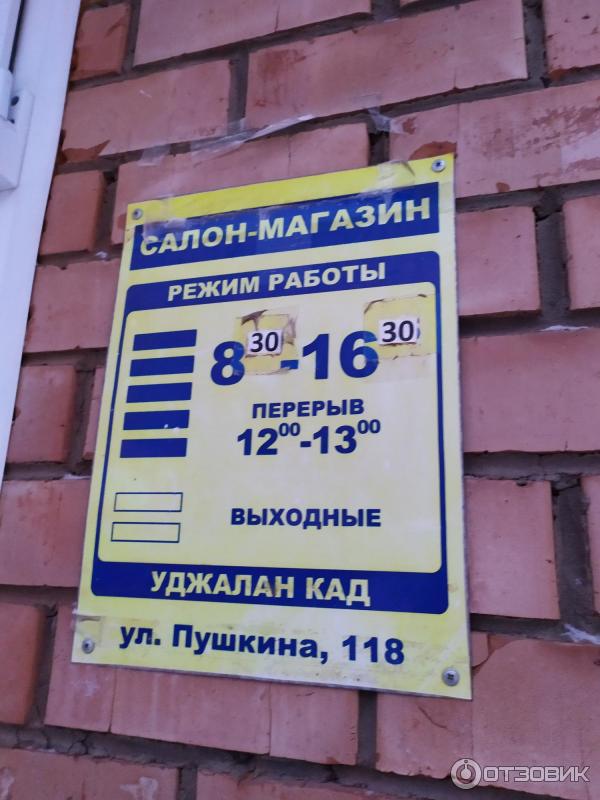 САЛОН-МАГАЗИН
РЕЖИМ РАБОТЫ
8³⁰-16³⁰
ПЕРЕРЫВ
12⁰⁰-13⁰⁰
ВЫХОДНЫЕ
УДЖАЛАН КАД
ул. Пушкина, 118
ОТЗОВИК